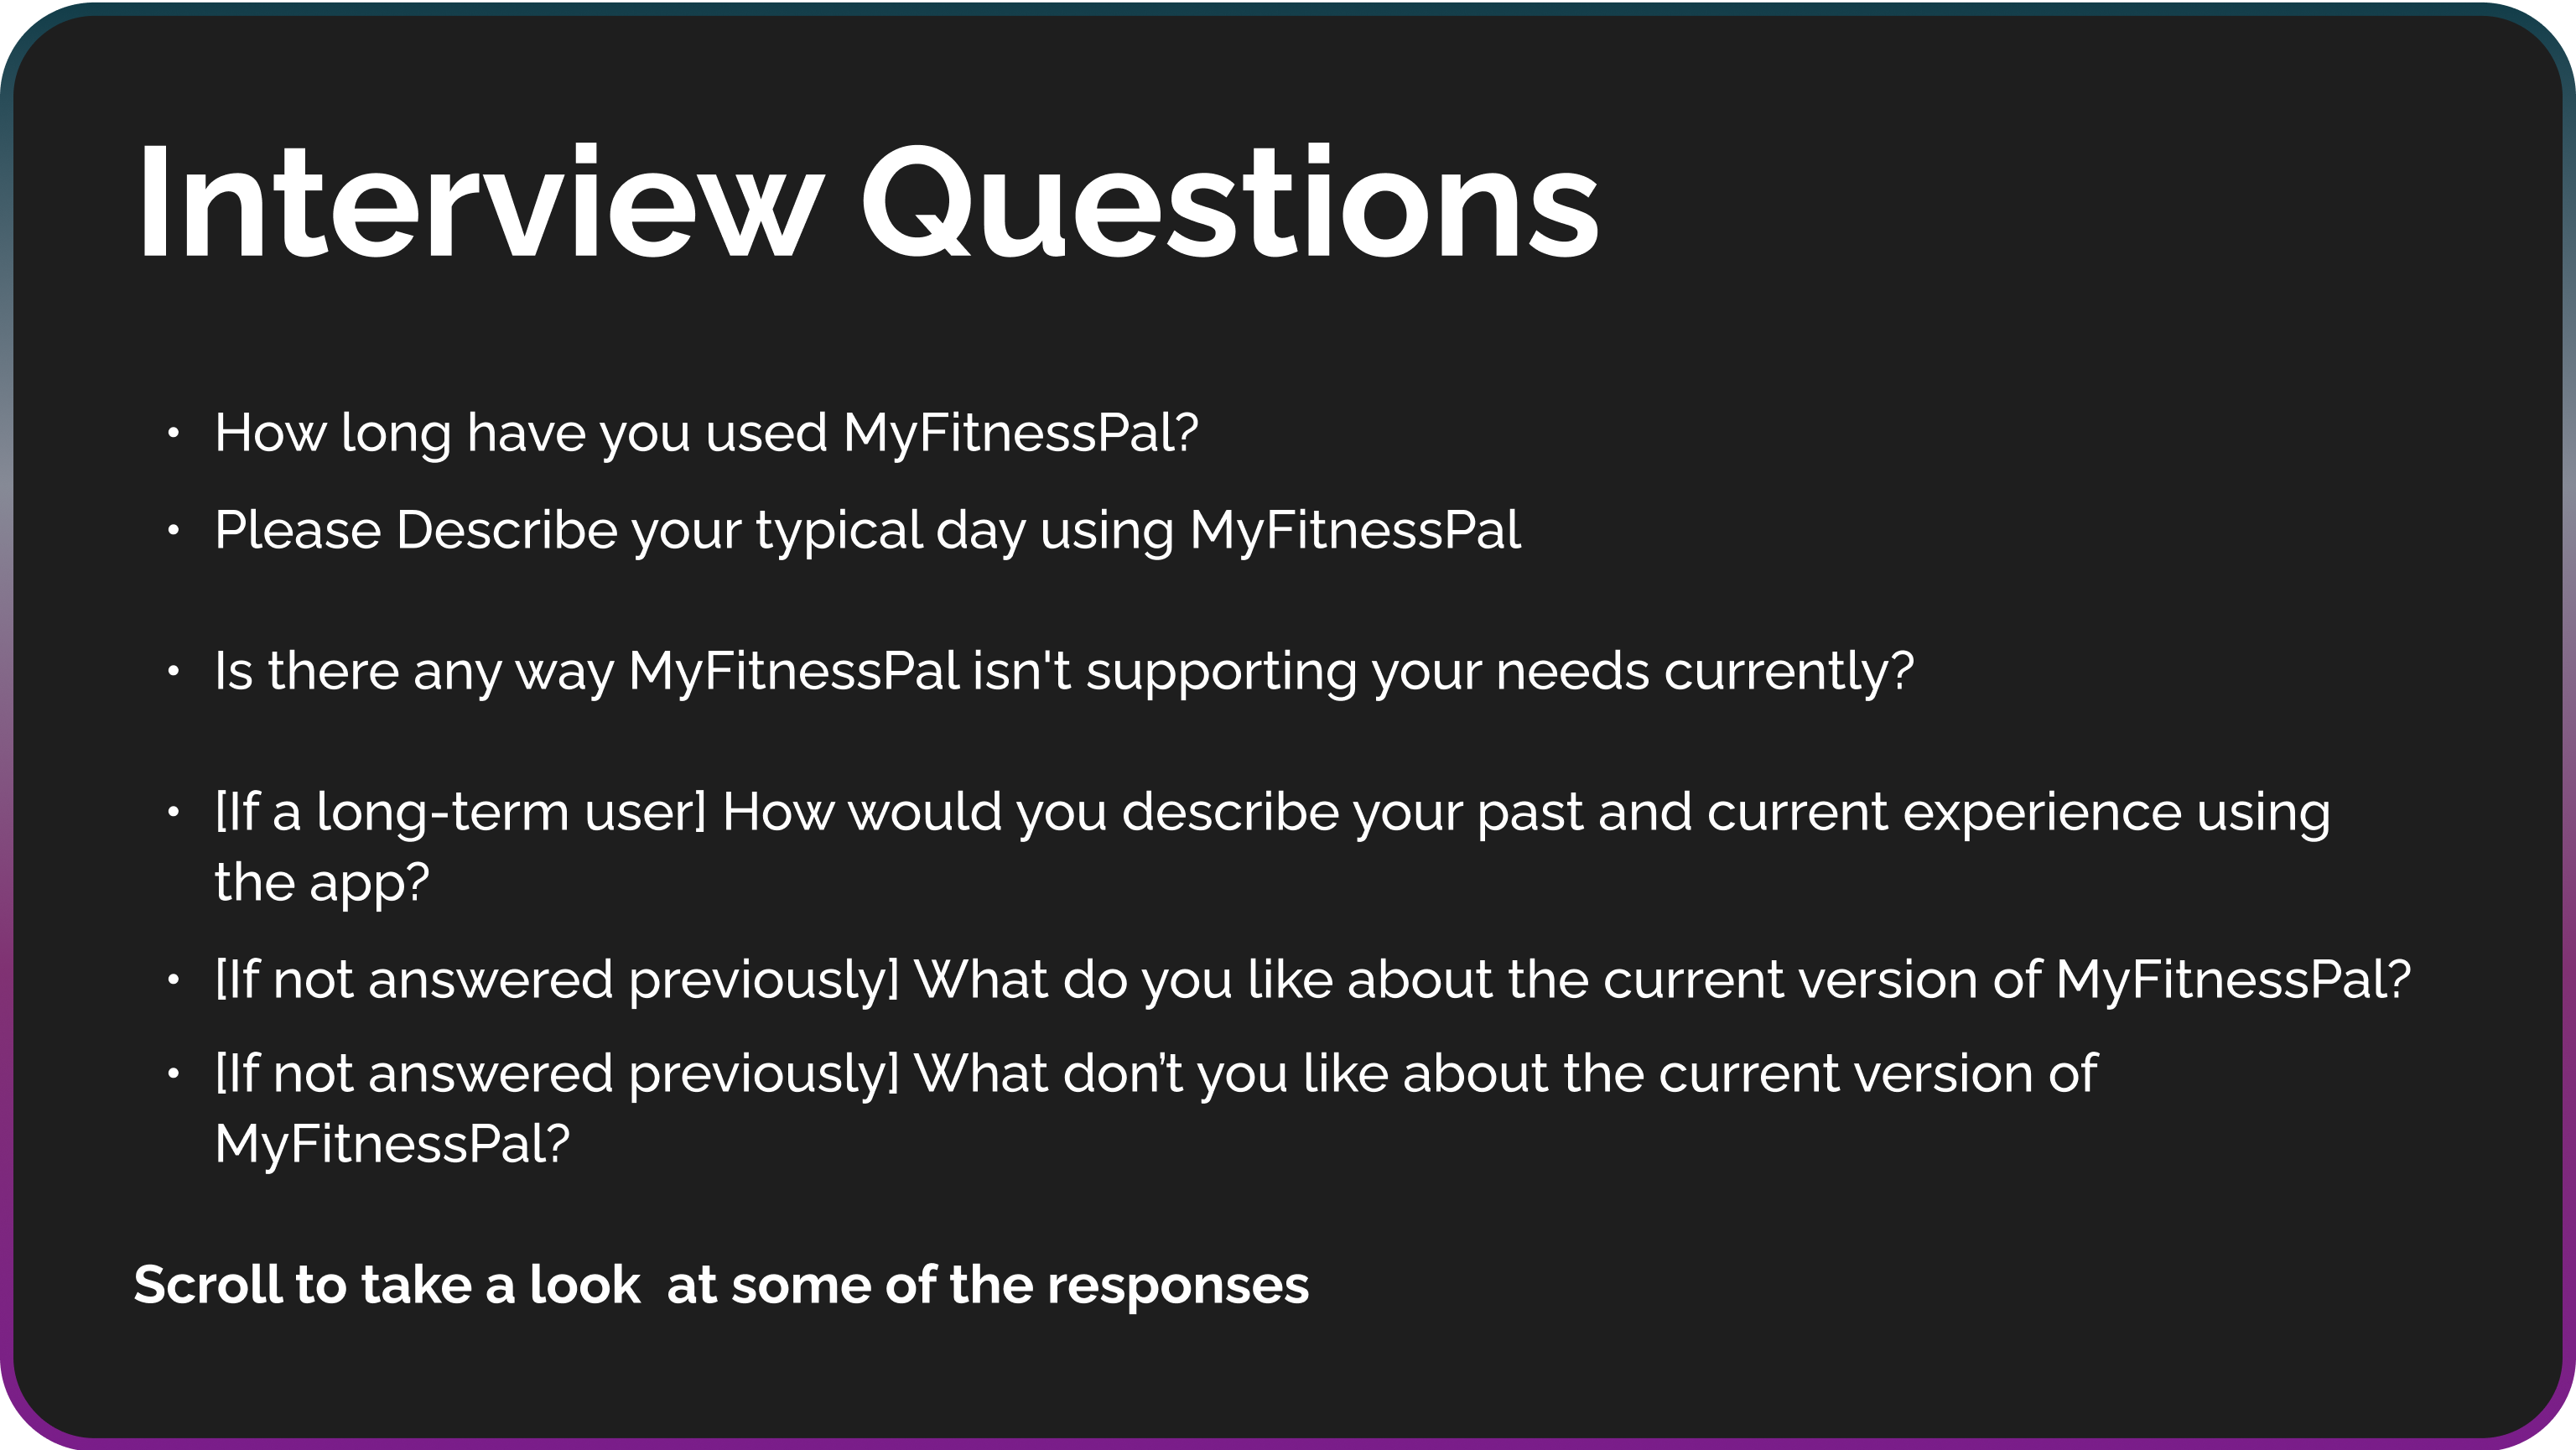 Interview Questions
• How long have you used MyFitnessPal?
• Please Describe your typical day using MyFitnessPal
• Is there any way MyFitnessPal isn't supporting your needs currently?
• [If a long-term user] How would you describe your past and current experience using
the app?
• [If not answered previously] What do you like about the current version of MyFitnessPal?
• [If not answered previously] What don’t you like about the current version of
MyFitnessPal?
Scroll to take a look  at some of the responses